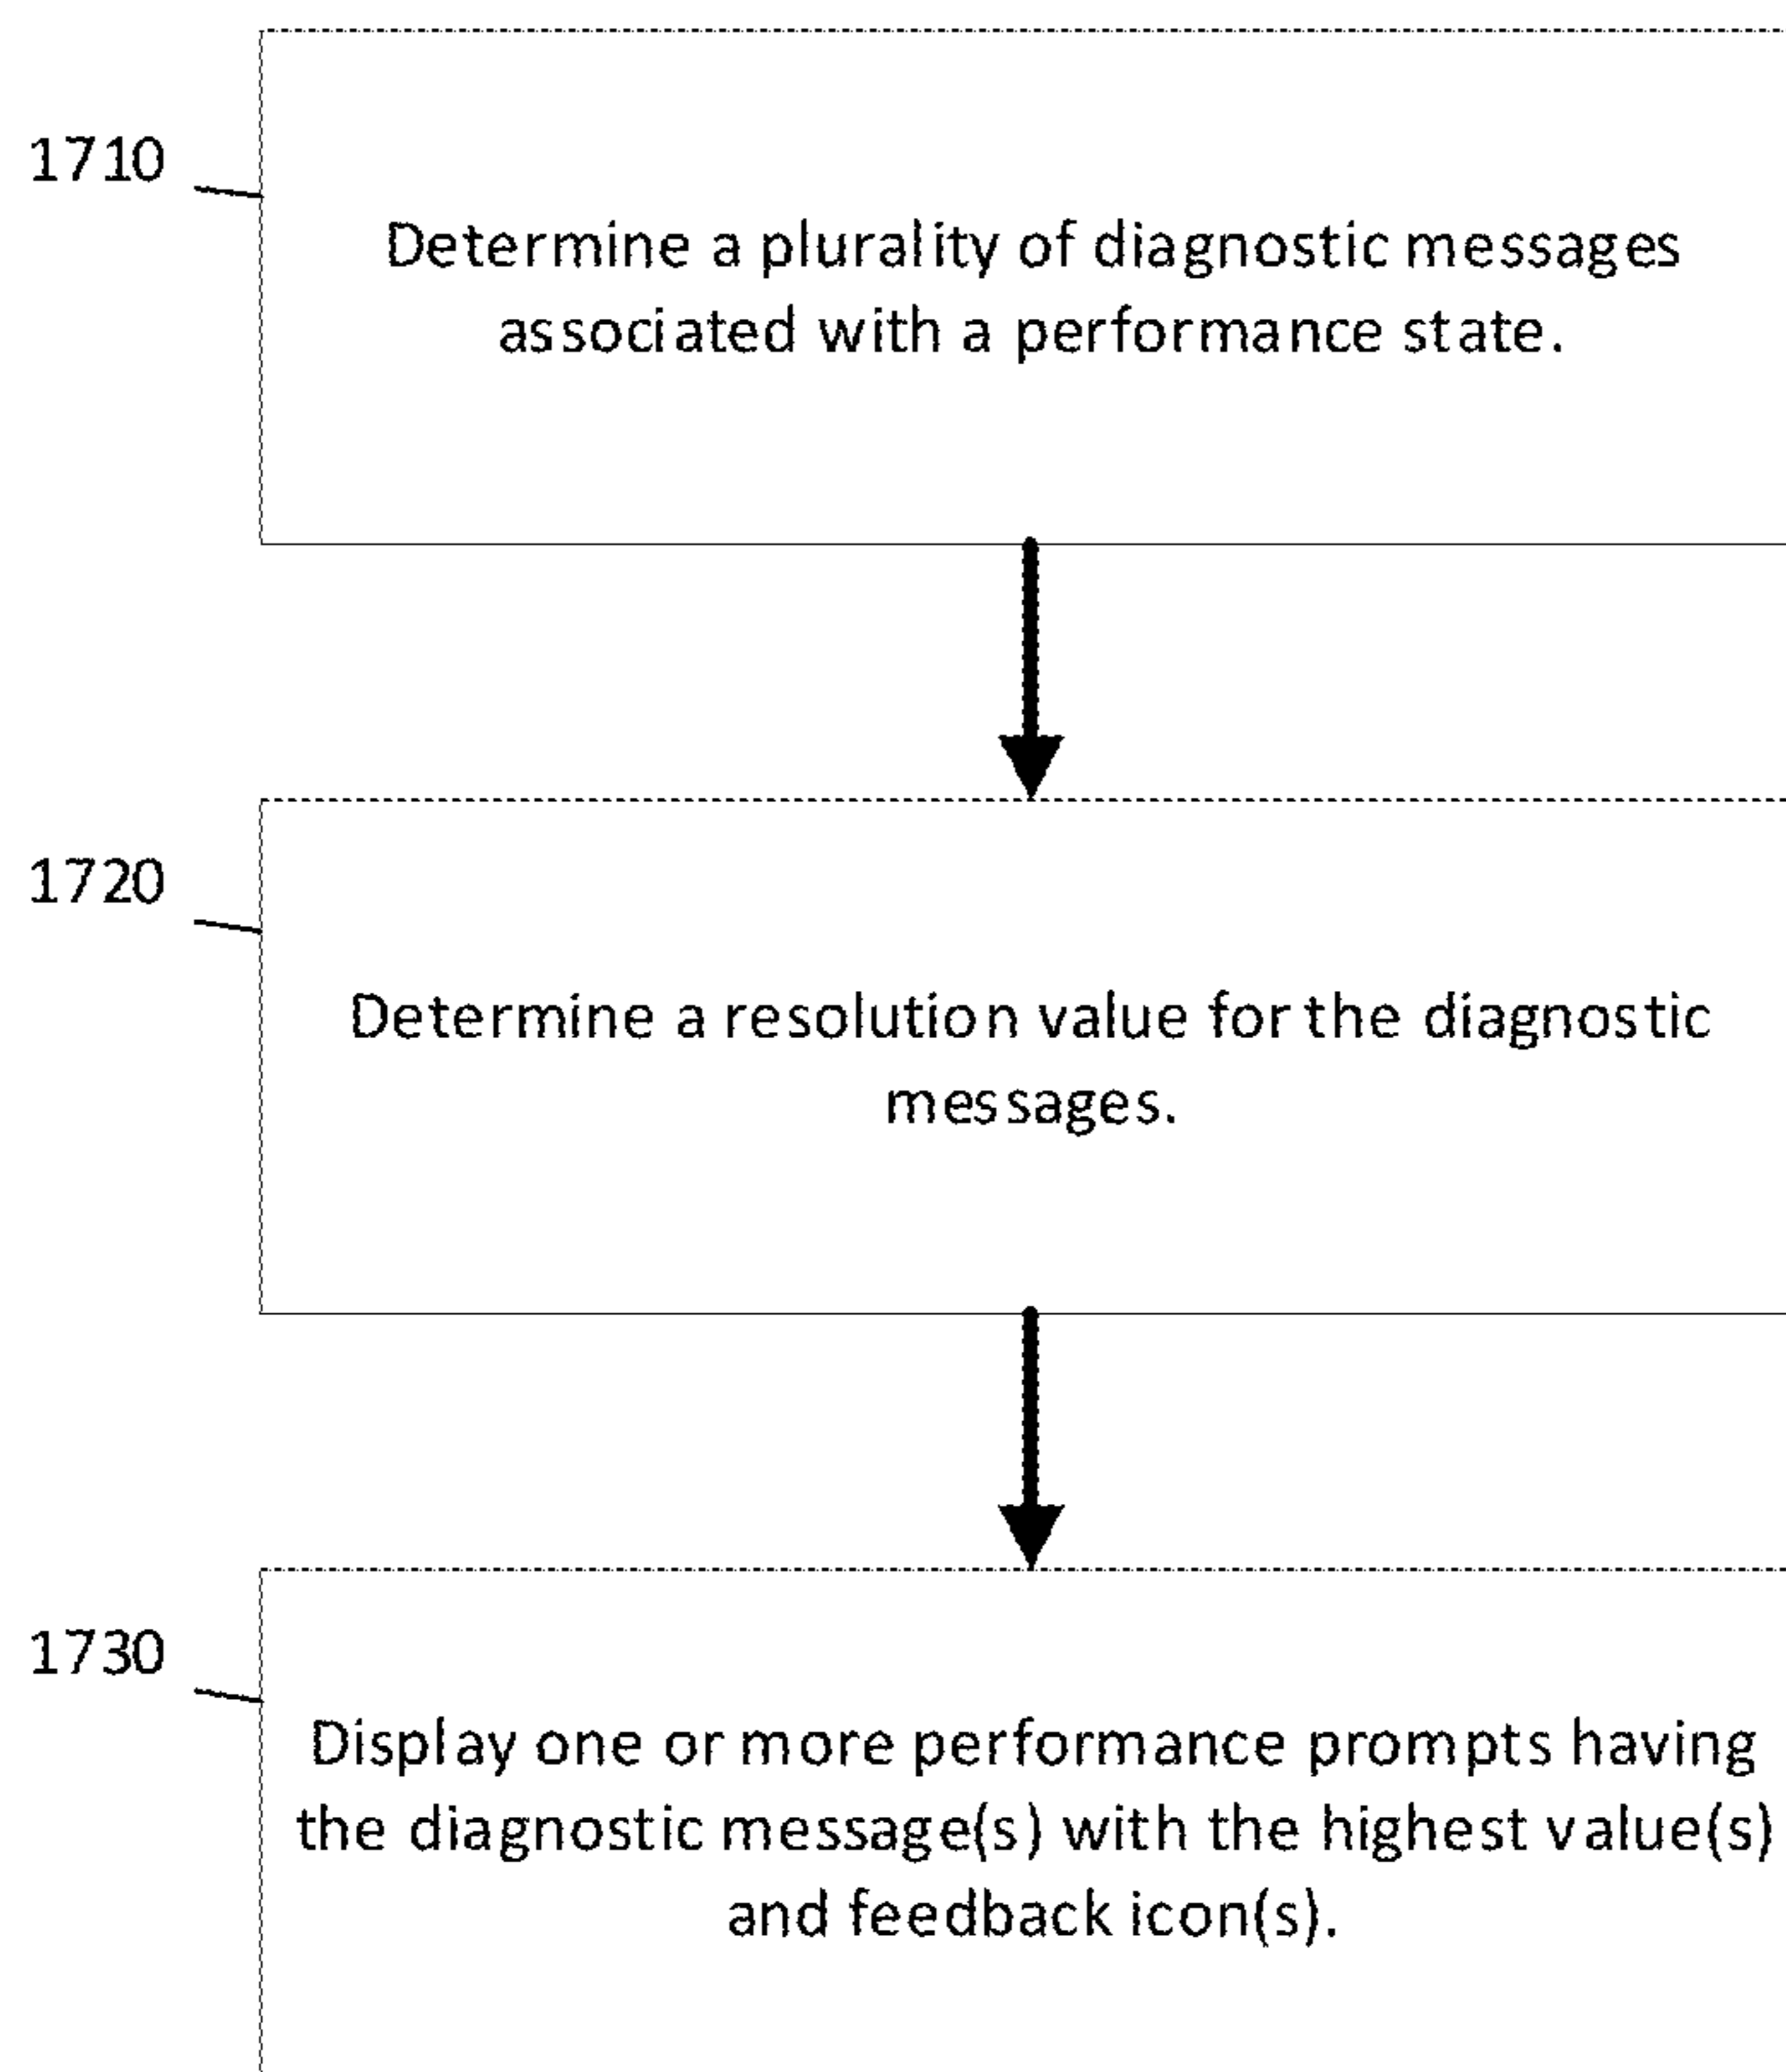 1710
Determine a plurality of diagnostic messages
associated with a performance state.
1720
Determine a resolution value for the diagnostic
messages.
1730
Display one or more performance prompts having
the diagnostic message(s) with the highest value(s)
and feedback icon(s).